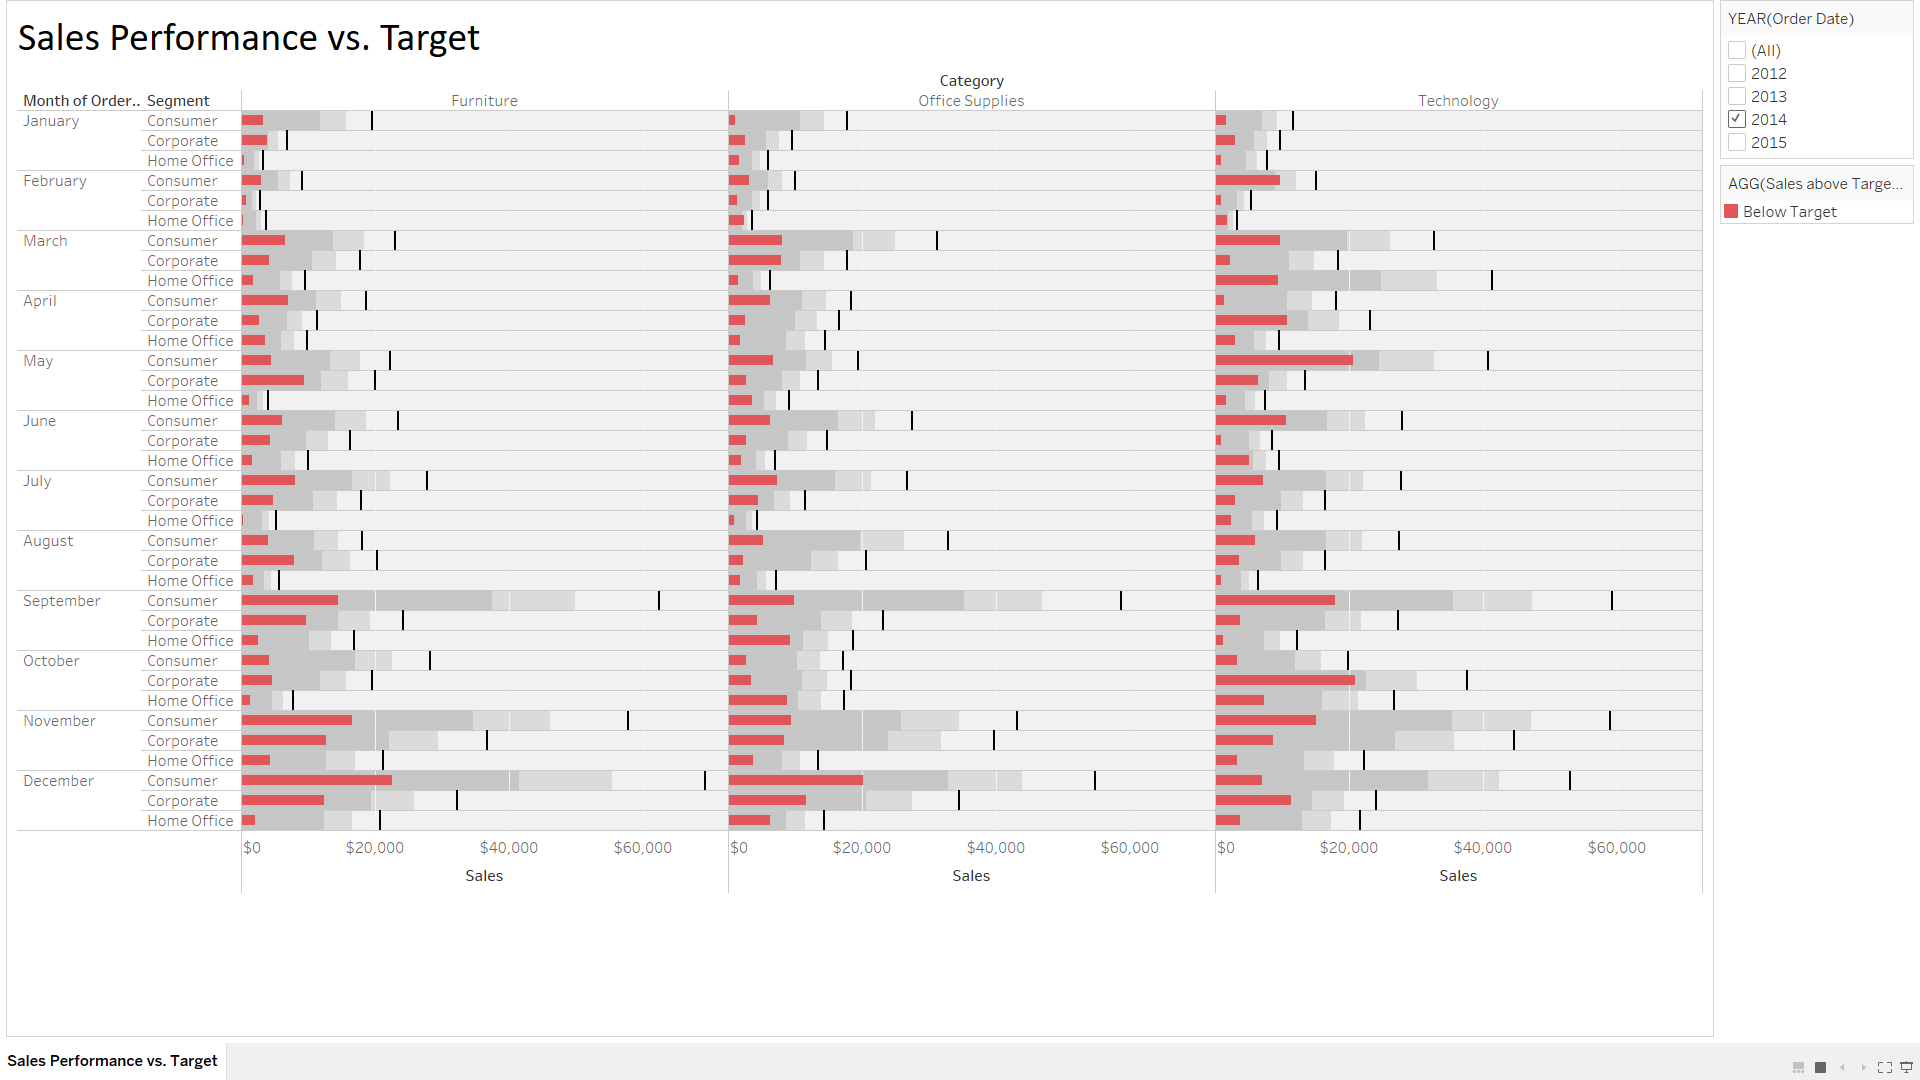 Sales Performance vs. Target
Category
Month of Order.. Segment Furniture Office Supplies Technology
January Consumer
Corporate
Home Office
February Consumer
Corporate
Home Office
March Consumer
Corporate
Home Office
April Consumer
Corporate
Home Office
May Consumer
Corporate
Home Office
June Consumer
Corporate
Home Office
July Consumer
Corporate
Home Office
August Consumer
Corporate
Home Office
September Consumer
Corporate
Home Office
October Consumer
Corporate
Home Office
November Consumer
Corporate
Home Office
December Consumer
Corporate
Home Office
$0 $20,000 $40,000 $60,000 $0 $20,000 $40,000 $60,000 $0 $20,000 $40,000 $60,000
Sales Sales Sales
YEAR(Order Date)
(All)
2012
2013
2014
2015
AGG(Sales above Targe...
Below Target
Sales Performance vs. Target